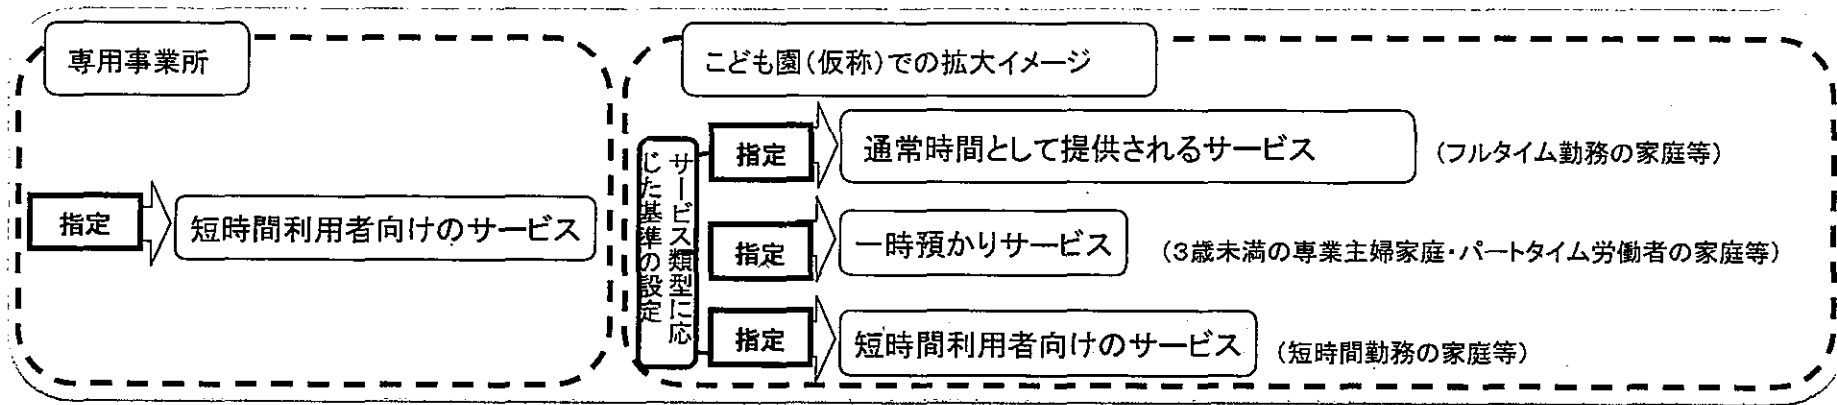 専用事業所
指定
短時間利用者向けのサービス
こども園(仮称)での拡大イメージ
サービス類型に応
じた基準の設定
指定
通常時間として提供されるサービス
(フルタイム勤務の家庭等)
指定
一時預かりサービス
(3歳未満の専業主婦家庭・パートタイム労働者の家庭等)
指定
短時間利用者向けのサービス
(短時間勤務の家庭等)